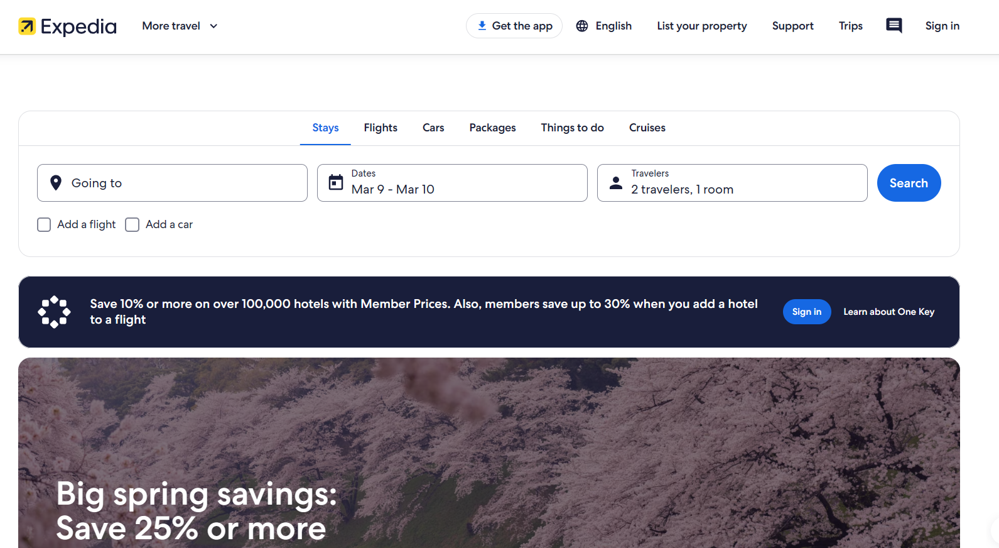 Expedia
More travel
Get the app
English
List your property
Support
Trips
Sign in
Stays
Flights
Cars
Packages
Things to do
Cruises
Going to
Dates
Mar 9 - Mar 10
Travelers
2 travelers, 1 room
Search
Add a flight
Add a car
Save 10% or more on over 100,000 hotels with Member Prices. Also, members save up to 30% when you add a hotel
to a flight
Sign in
Learn about One Key
Big spring savings:
Save 25% or more